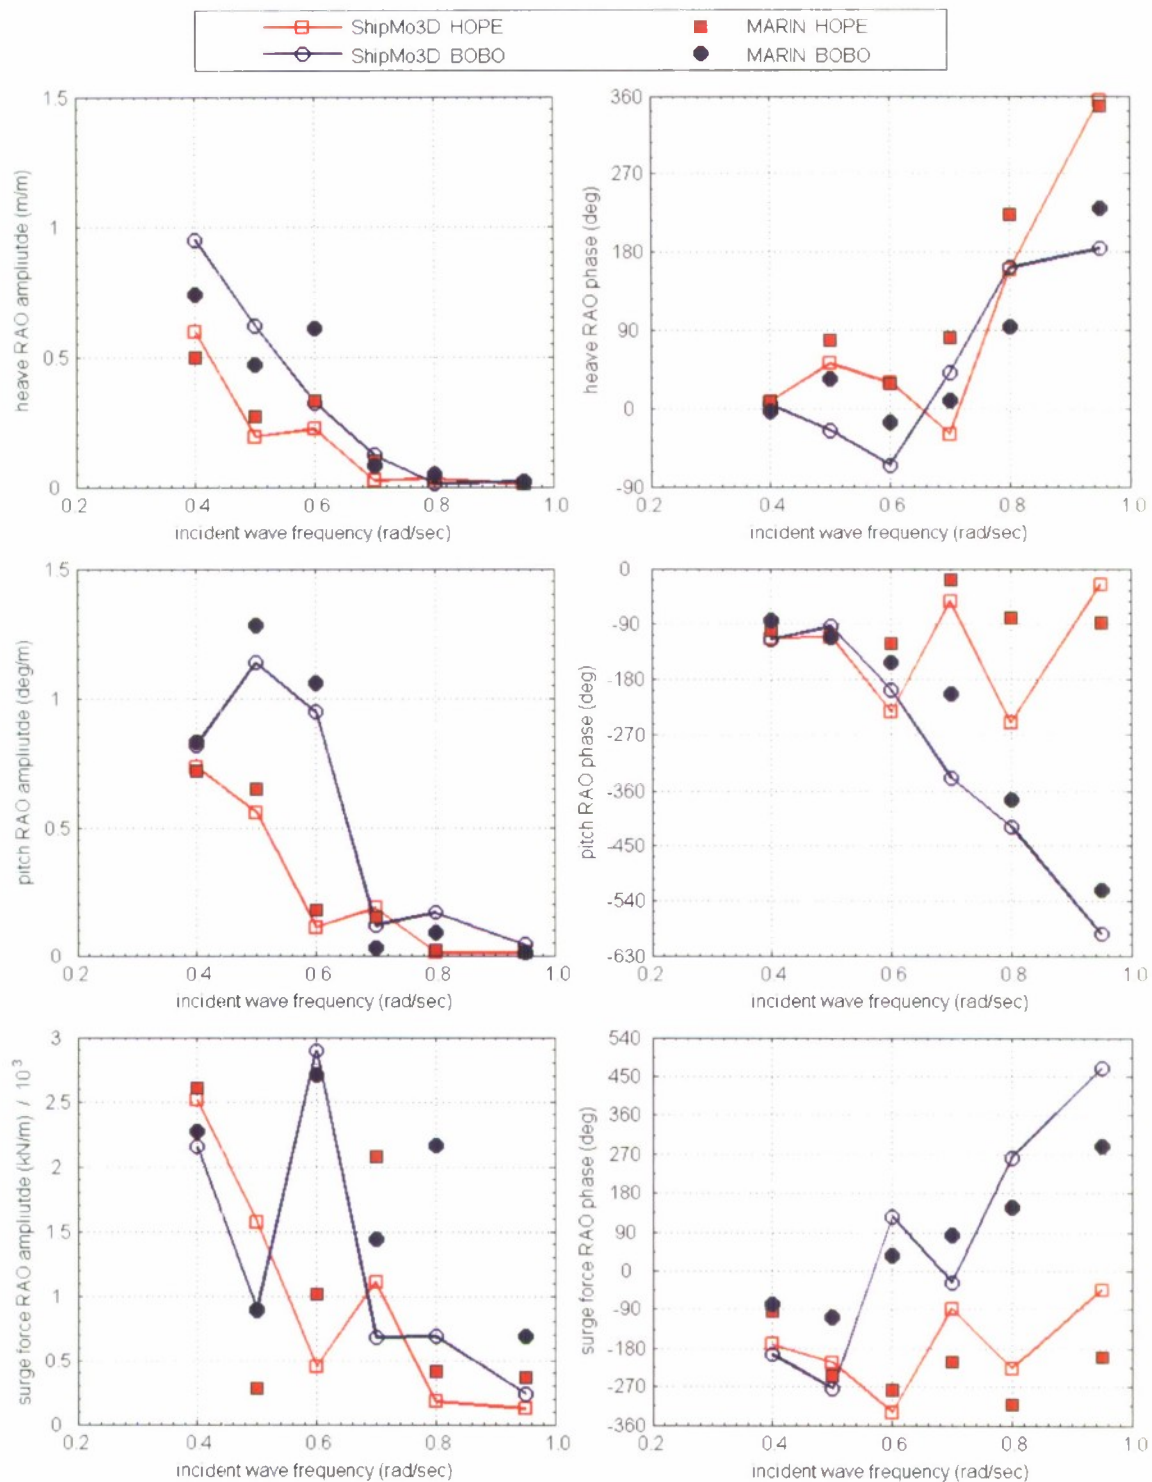 ShipMo3D HOPE MARIN HOPE
ShipMo3D BOBO MARIN BOBO
1.5
1
0.5
0
0.2 0.4 0.6 0.8 1.0
heave RAO ampliutde (m/m)
incident wave frequency (rad/sec)
360
270
180
90
0
-90
0.2 0.4 0.6 0.8 1.0
heave RAO phase (deg)
incident wave frequency (rad/sec)
1.5
1
0.5
0
0.2 0.4 0.6 0.8 1.0
pitch RAO ampliutde (deg/m)
incident wave frequency (rad/sec)
0
-90
-180
-270
-360
-450
-540
-630
0.2 0.4 0.6 0.8 1.0
pitch RAO phase (deg)
incident wave frequency (rad/sec)
3
2.5
2
1.5
1
0.5
0
0.2 0.4 0.6 0.8 1.0
surge force RAO ampliutde (kN/m) / 10³
incident wave frequency (rad/sec)
540
450
360
270
180
90
0
-90
-180
-270
-360
0.2 0.4 0.6 0.8 1.0
surge force RAO phase (deg)
incident wave frequency (rad/sec)